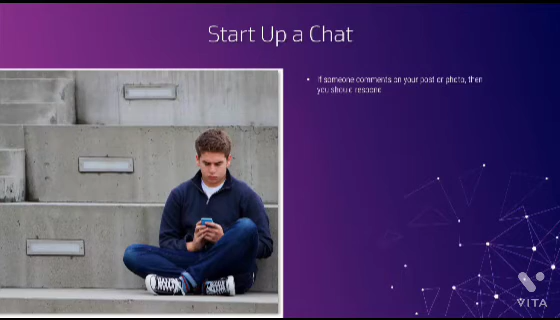 Start Up a Chat
• If someone comments on your post or photo, then
you should respond
VITA